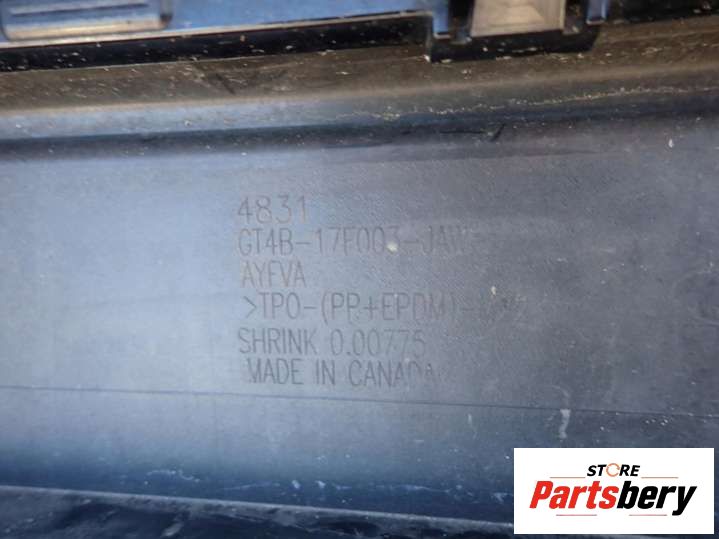 4831
GT4B-17F003-JAW
AYFVA
>TPO-(PP+EPDM)-
SHRINK 0.00775
MADE IN CANADA
STORE
Partsbery